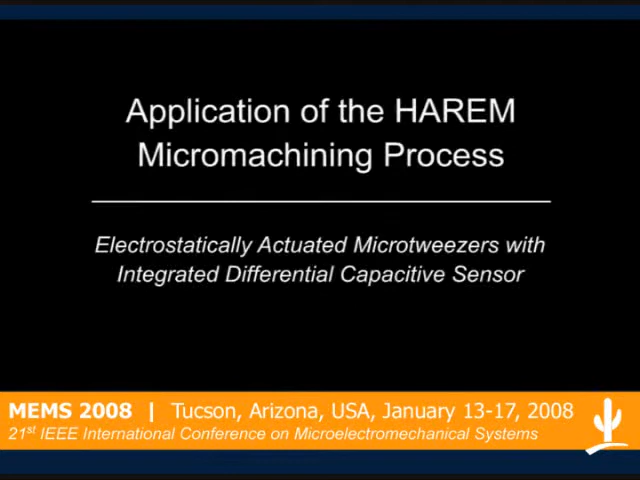 Application of the HAREM
Micromachining Process
Electrostatically Actuated Microtweezers with
Integrated Differential Capacitive Sensor
MEMS 2008 | Tucson, Arizona, USA, January 13-17, 2008
21st IEEE International Conference on Microelectromechanical Systems